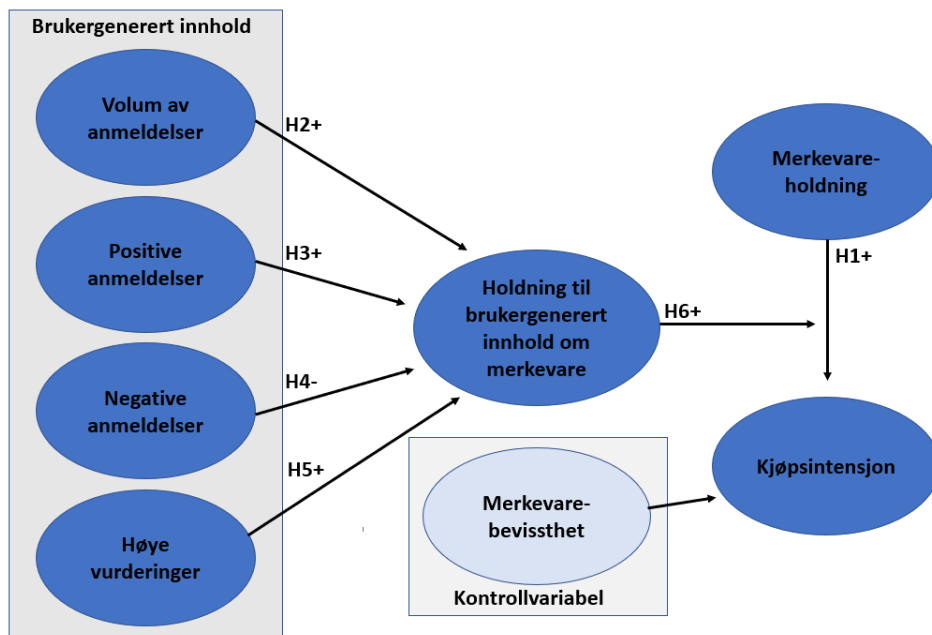 Brukergenerert innhold
Volum av
anmeldelser
H2+
Positive
anmeldelser
H3+
Negative
anmeldelser
H4-
Høye
vurderinger
H5+
Holdning til
brukergenerert
innhold om
merkevare
H6+
Merkevare-
holdning
H1+
Kjøpsintensjon
Merkevare-
bevissthet
Kontrollvariabel